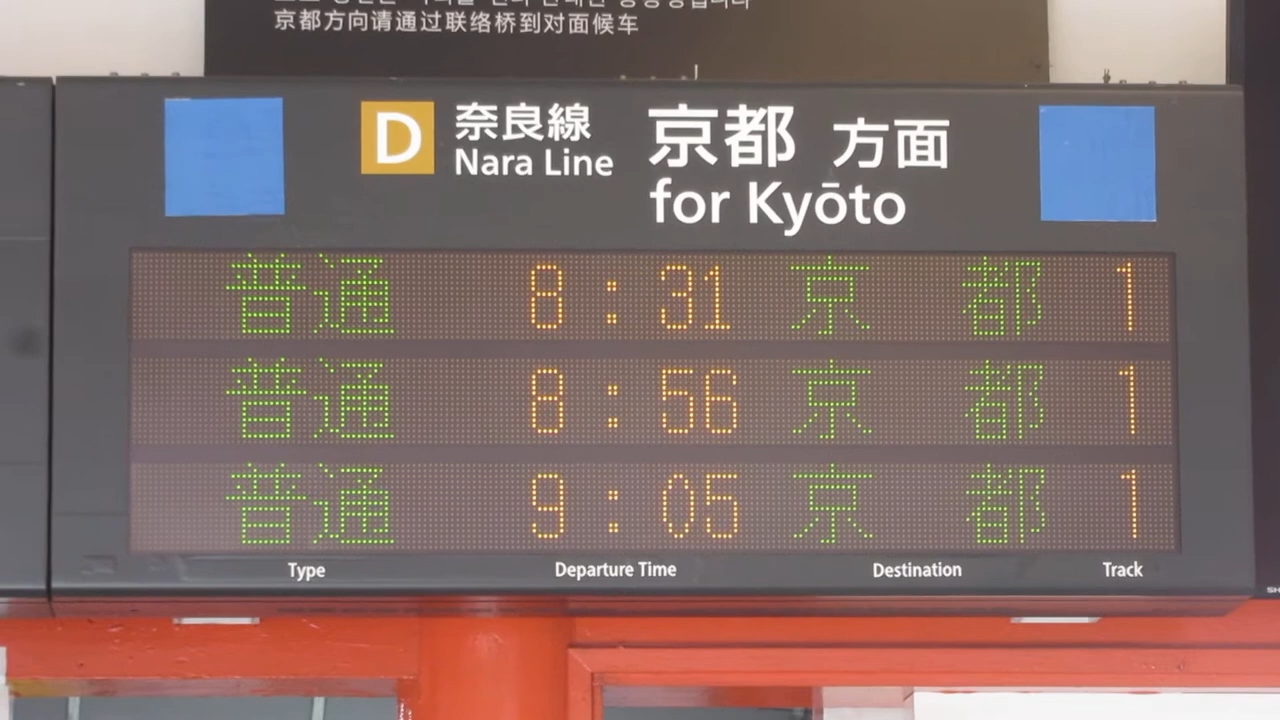 京都方向请通过联络桥到对面候车
D 奈良線 京都 方面
Nara Line for Kyōto
普通 8:31 京都 1
普通 8:56 京都 1
普通 9:05 京都 1
Type Departure Time Destination Track